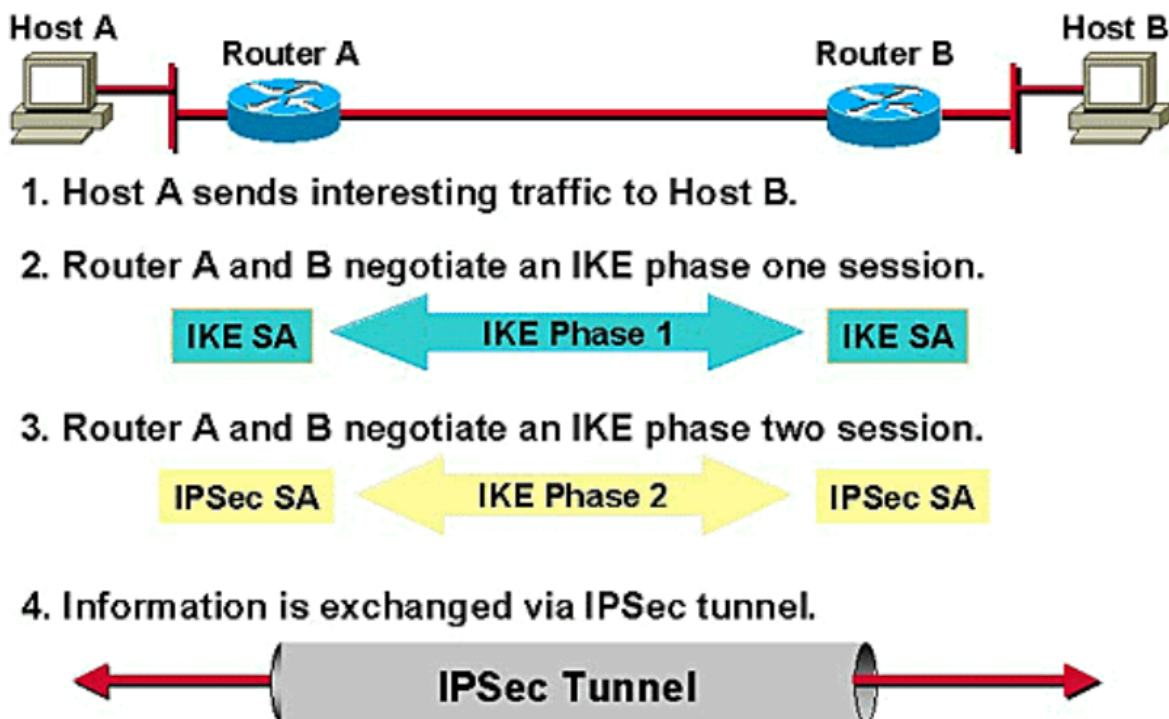 Host A
Host B
Router A
Router B
1. Host A sends interesting traffic to Host B.
2. Router A and B negotiate an IKE phase one session.
IKE SA
IKE Phase 1
IKE SA
3. Router A and B negotiate an IKE phase two session.
IPSec SA
IKE Phase 2
IPSec SA
4. Information is exchanged via IPSec tunnel.
IPSec Tunnel